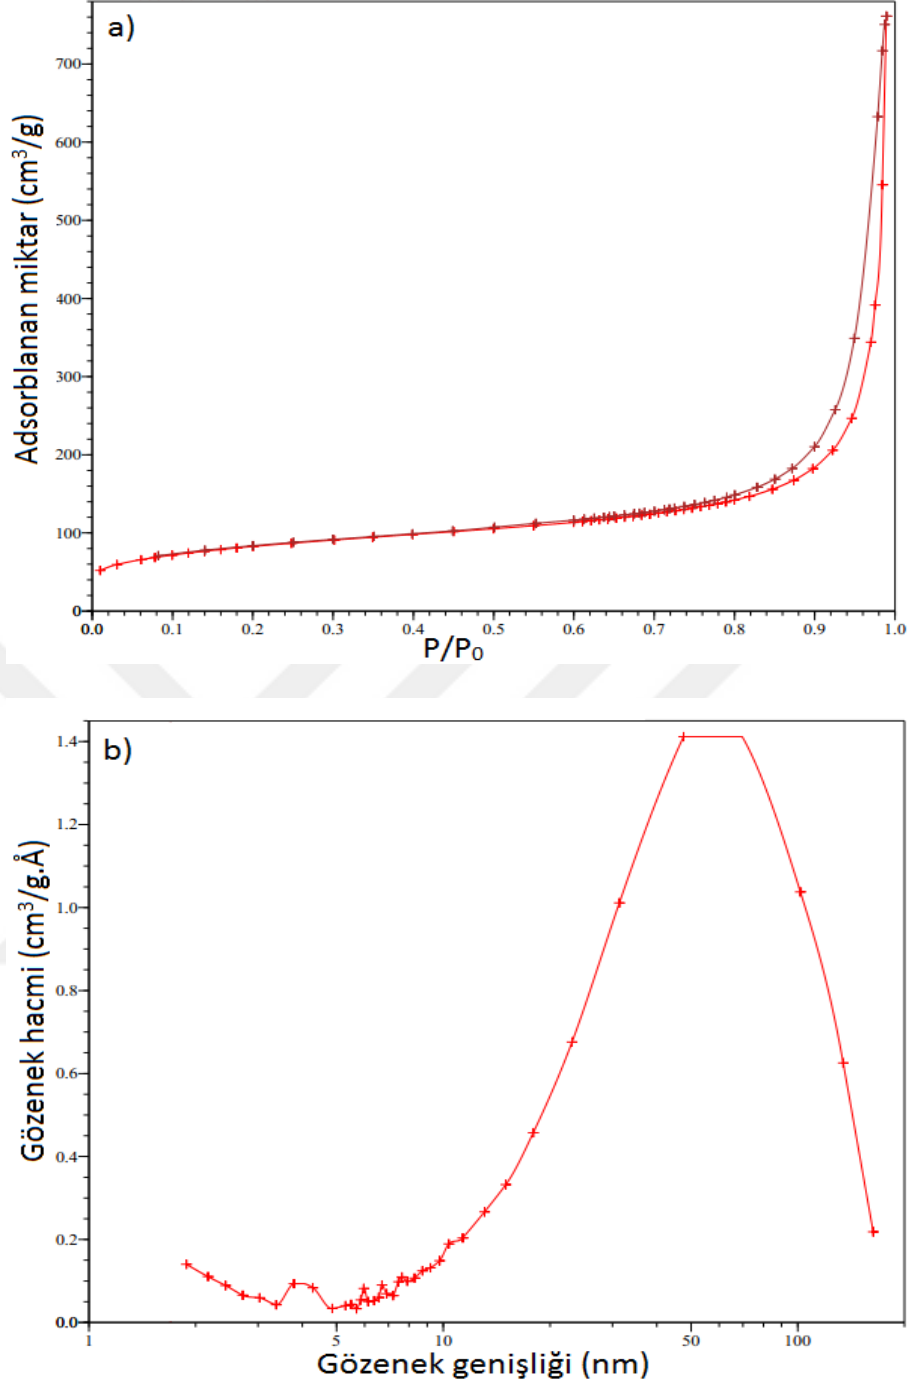 a)
700
600
500
400
300
200
100
0
Adsorblanan miktar (cm³/g)
0.0 0.1 0.2 0.3 0.4 0.5 0.6 0.7 0.8 0.9 1.0
P/P₀
b)
1.4
1.2
1.0
0.8
0.6
0.4
0.2
0.0
Gözenek hacmi (cm³/g.Å)
1 5 10 50 100
Gözenek genişliği (nm)